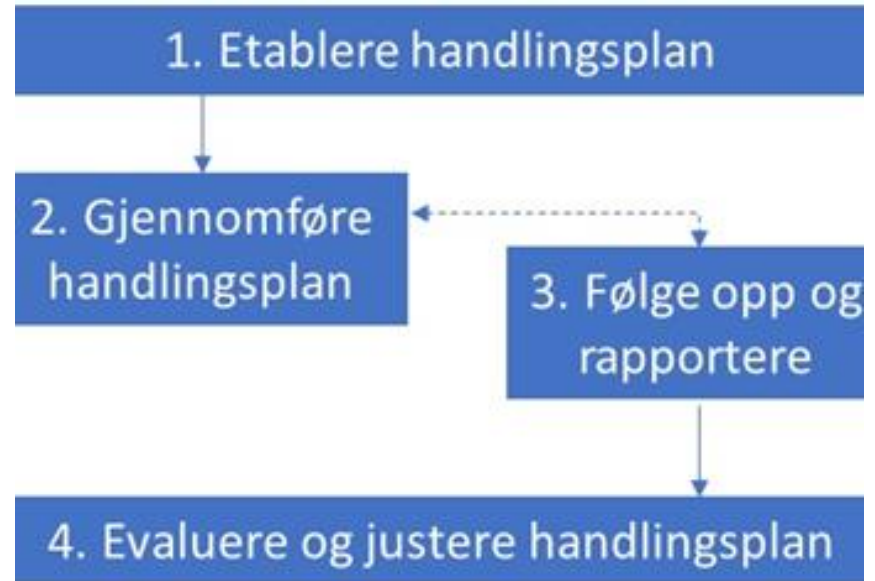 1. Etablere handlingsplan
2. Gjennomføre
handlingsplan
3. Følge opp og
rapportere
4. Evaluere og justere handlingsplan